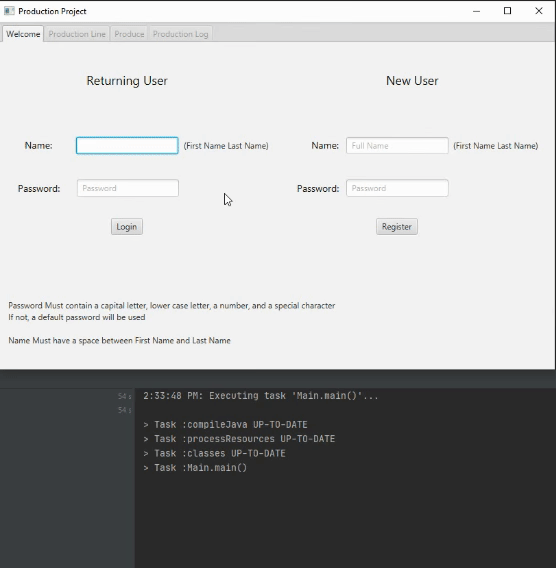 Production Project
Welcome Production Line Produce Production Log
Returning User New User
Name: (First Name Last Name) Name: Full Name (First Name Last Name)
Password: Password Password: Password
Login Register
Password Must contain a capital letter, lower case letter, a number, and a special character
If not, a default password will be used
Name Must have a space between First Name and Last Name
54s 2:33:48 PM: Executing task 'Main.main()'...
54s
> Task :compileJava UP-TO-DATE
> Task :processResources UP-TO-DATE
> Task :classes UP-TO-DATE
> Task :Main.main()